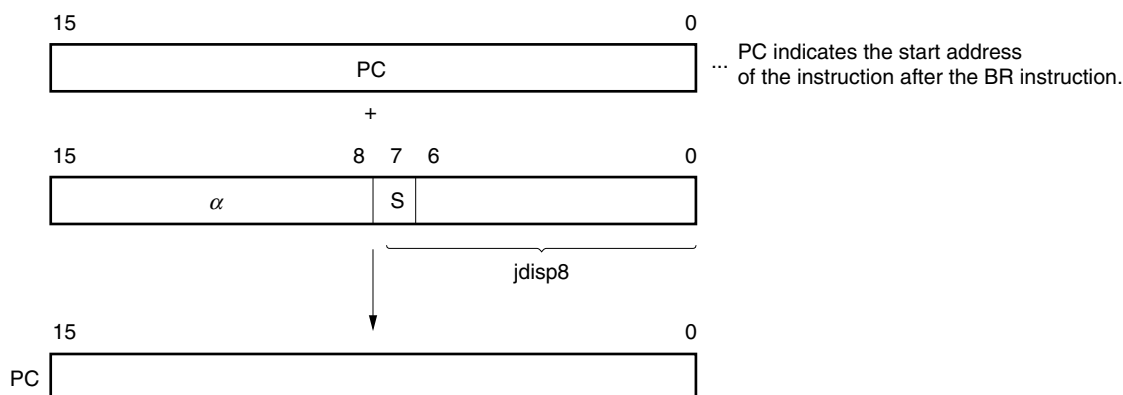 15 0
PC
... PC indicates the start address
of the instruction after the BR instruction.
+
15 8 7 6 0
α S
jdisp8
15 0
PC